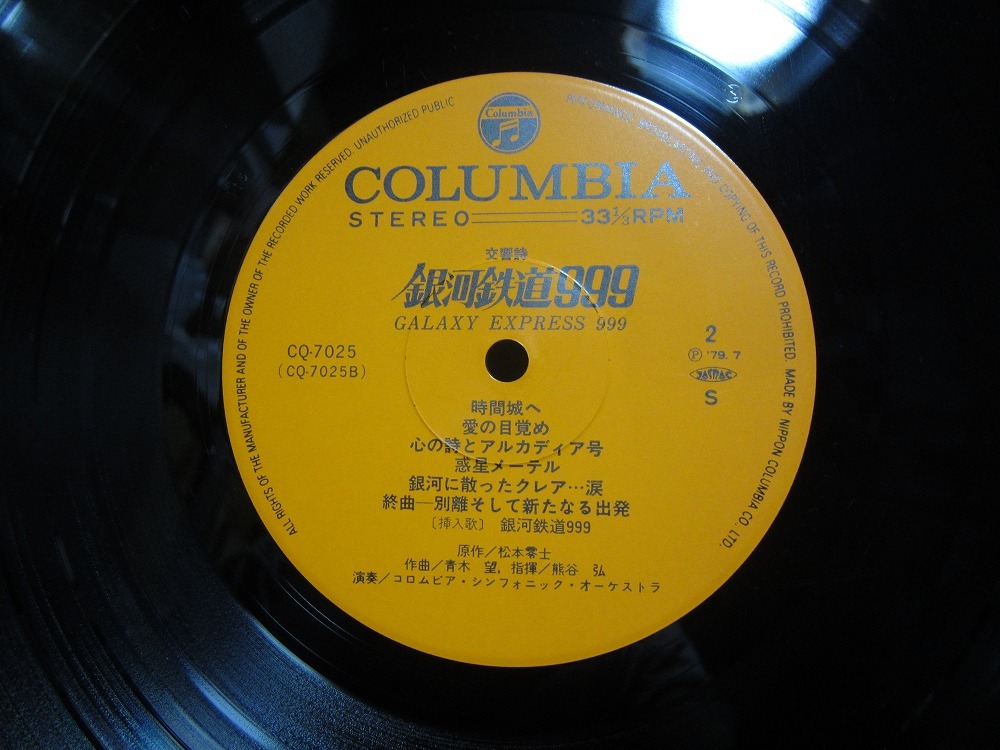 Columbia
COLUMBIA
STEREO 33 1/3 RPM
交響詩
銀河鉄道999
GALAXY EXPRESS 999
CQ-7025
(CQ-7025B)
2
Ⓟ '79.7
JASRAC
S
時間城へ
愛の目覚め
心の詩とアルカディア号
惑星メーテル
銀河に散ったクレア…涙
終曲—別離そして新たなる出発
〔挿入歌〕 銀河鉄道999
原作/松本零士
作曲/青木 望, 指揮/熊谷 弘
演奏/コロムビア・シンフォニック・オーケストラ
ALL RIGHTS OF THE MANUFACTURER AND OF THE OWNER OF THE RECORDED WORK RESERVED. UNAUTHORIZED PUBLIC PERFORMANCE, BROADCASTING AND COPYING OF THIS RECORD PROHIBITED. MADE BY NIPPON COLUMBIA CO. LTD.